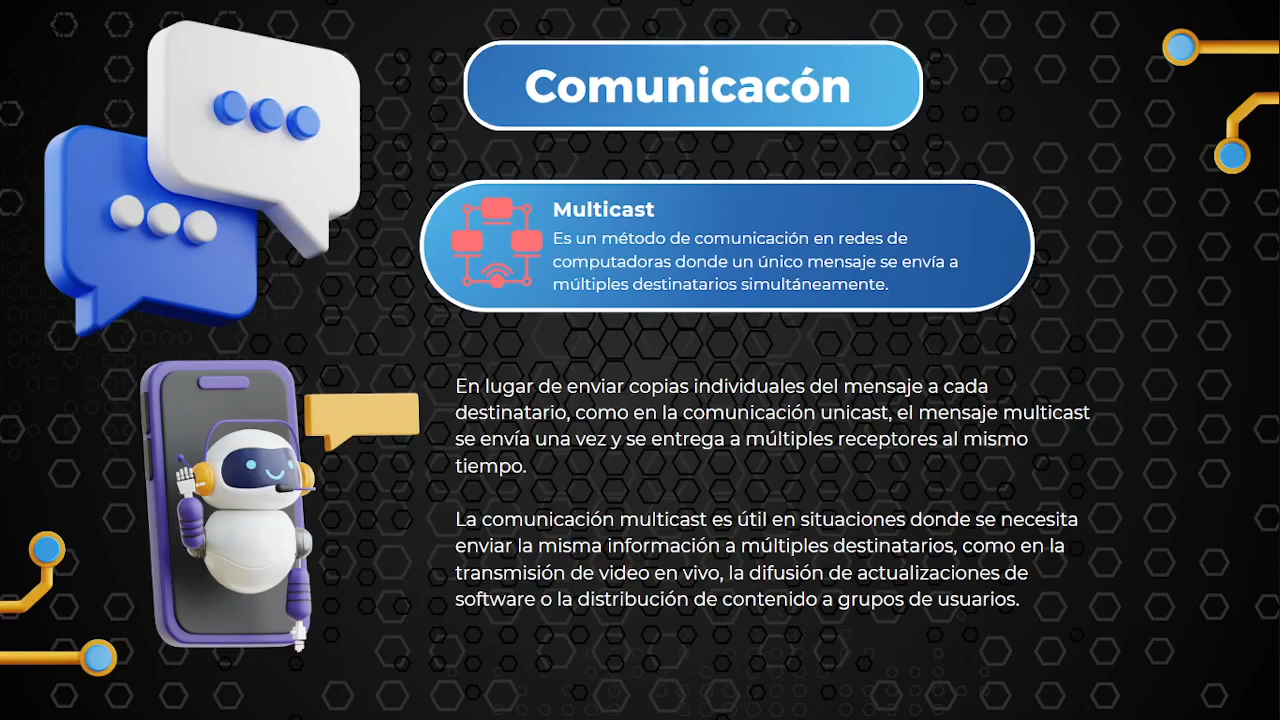 Comunicacón
Multicast
Es un método de comunicación en redes de
computadoras donde un único mensaje se envía a
múltiples destinatarios simultáneamente.
En lugar de enviar copias individuales del mensaje a cada
destinatario, como en la comunicación unicast, el mensaje multicast
se envía una vez y se entrega a múltiples receptores al mismo
tiempo.
La comunicación multicast es útil en situaciones donde se necesita
enviar la misma información a múltiples destinatarios, como en la
transmisión de video en vivo, la difusión de actualizaciones de
software o la distribución de contenido a grupos de usuarios.